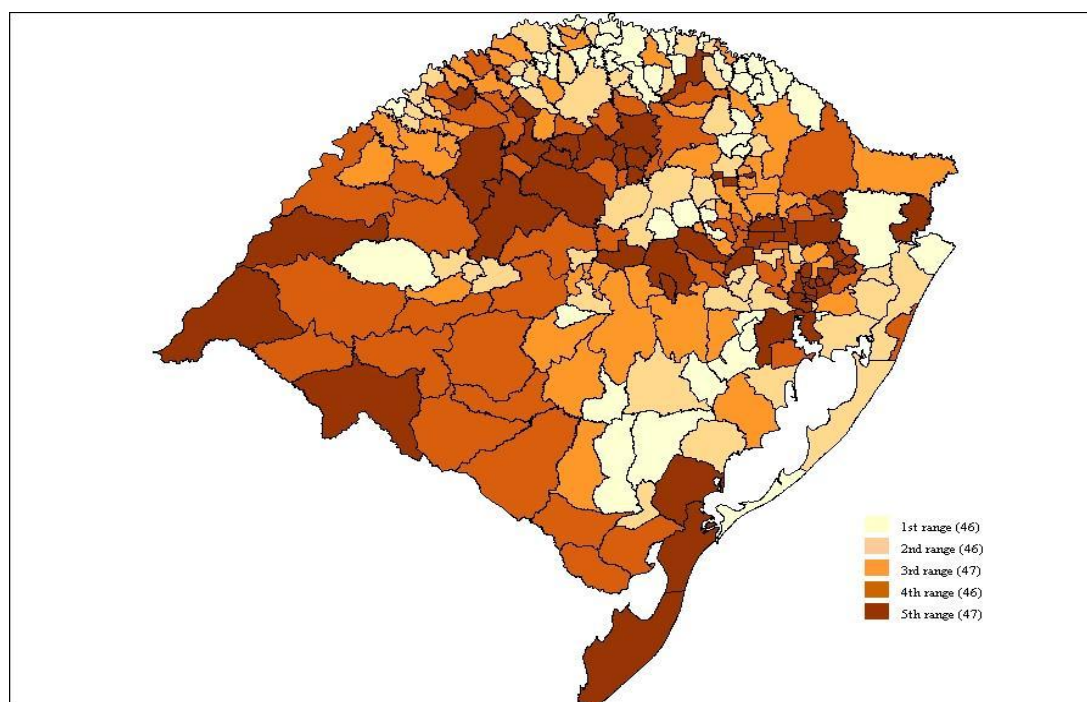 1st range (46)
2nd range (46)
3rd range (47)
4th range (46)
5th range (47)